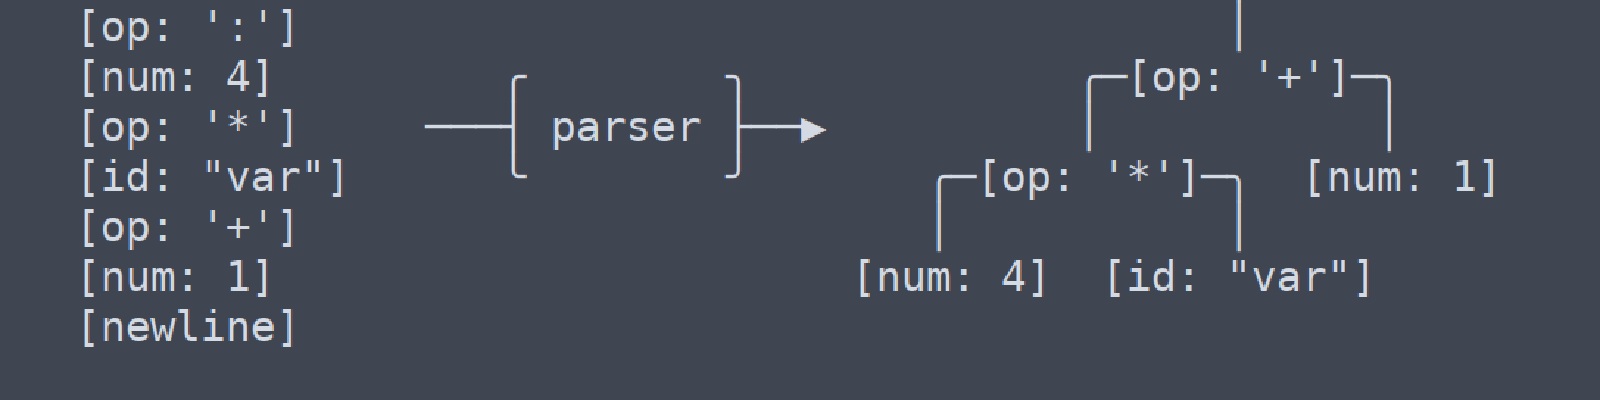 [op: ':']
[num: 4]
[op: '*']
[id: "var"]
[op: '+']
[num: 1]
[newline]
parser
[op: '+']
[op: '*'] [num: 1]
[num: 4] [id: "var"]